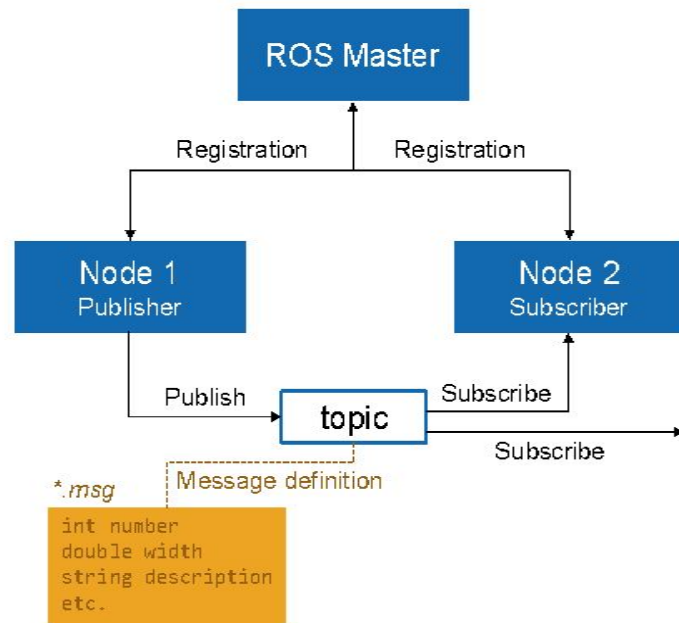 ROS Master
Registration
Registration
Node 1
Publisher
Node 2
Subscriber
Publish
topic
Subscribe
Subscribe
Message definition
*.msg
int number
double width
string description
etc.